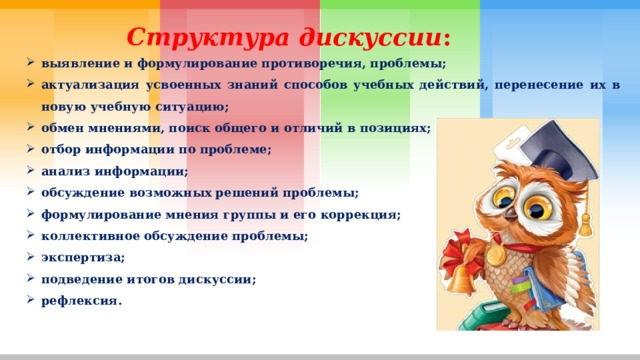 Структура дискуссии:
➢ выявление и формулирование противоречия, проблемы;
➢ актуализация усвоенных знаний способов учебных действий, перенесение их в
новую учебную ситуацию;
➢ обмен мнениями, поиск общего и отличий в позициях;
➢ отбор информации по проблеме;
➢ анализ информации;
➢ обсуждение возможных решений проблемы;
➢ формулирование мнения группы и его коррекция;
➢ коллективное обсуждение проблемы;
➢ экспертиза;
➢ подведение итогов дискуссии;
➢ рефлексия.